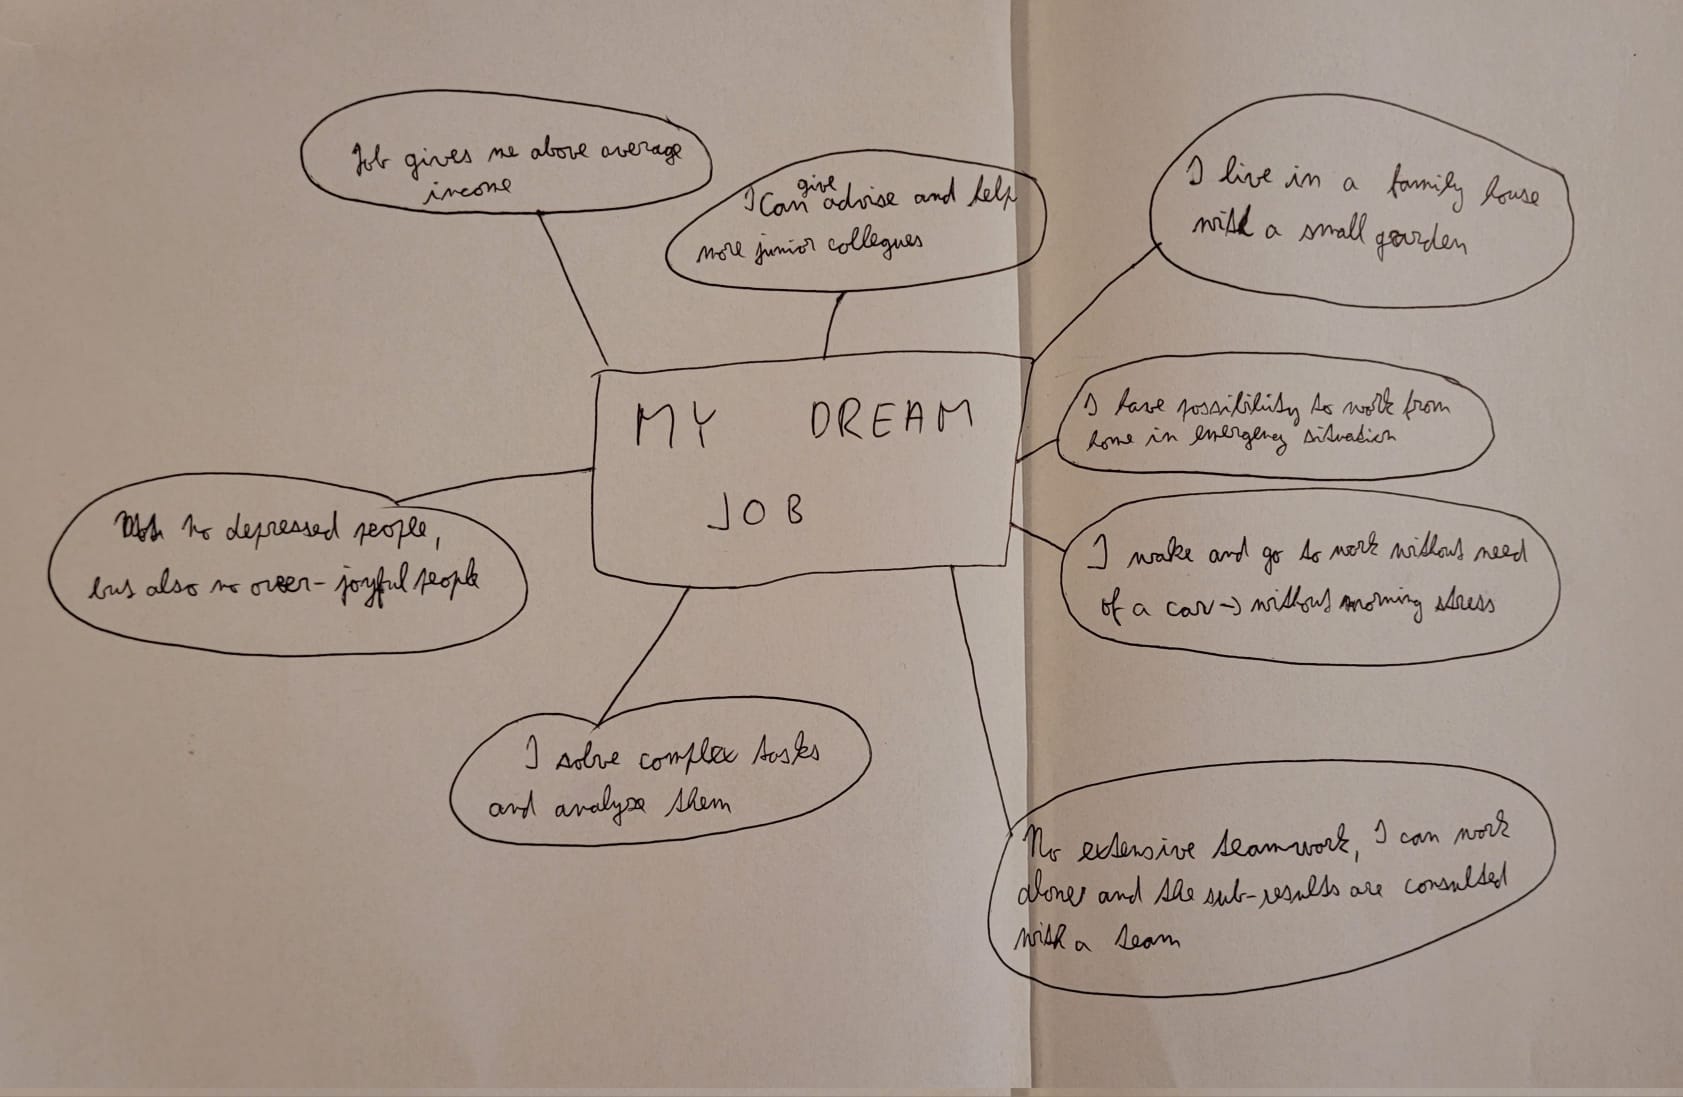 Job gives me above average
income
I can give advise and help
more junior collegues
I live in a family house
with a small garden
MY DREAM
JOB
I have possibility to work from
home in emergency situation
no depressed people,
but also no over-joyful people
I wake and go to work without need
of a car → without morning stress
I solve complex tasks
and analyze them
No extensive teamwork, I can work
alone and the sub-results are consulted
with a team